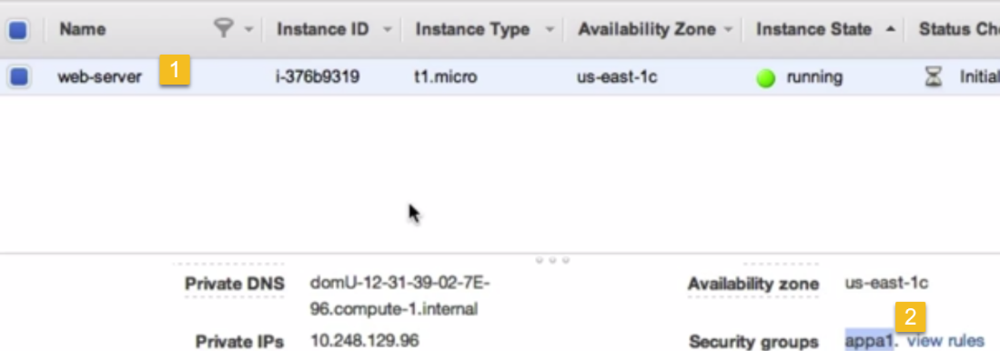 Name Instance ID Instance Type Availability Zone Instance State Status Che
web-server 1 i-376b9319 t1.micro us-east-1c running Initial
Private DNS domU-12-31-39-02-7E- Availability zone us-east-1c
96.compute-1.internal 2
Private IPs 10.248.129.96 Security groups appa1. view rules